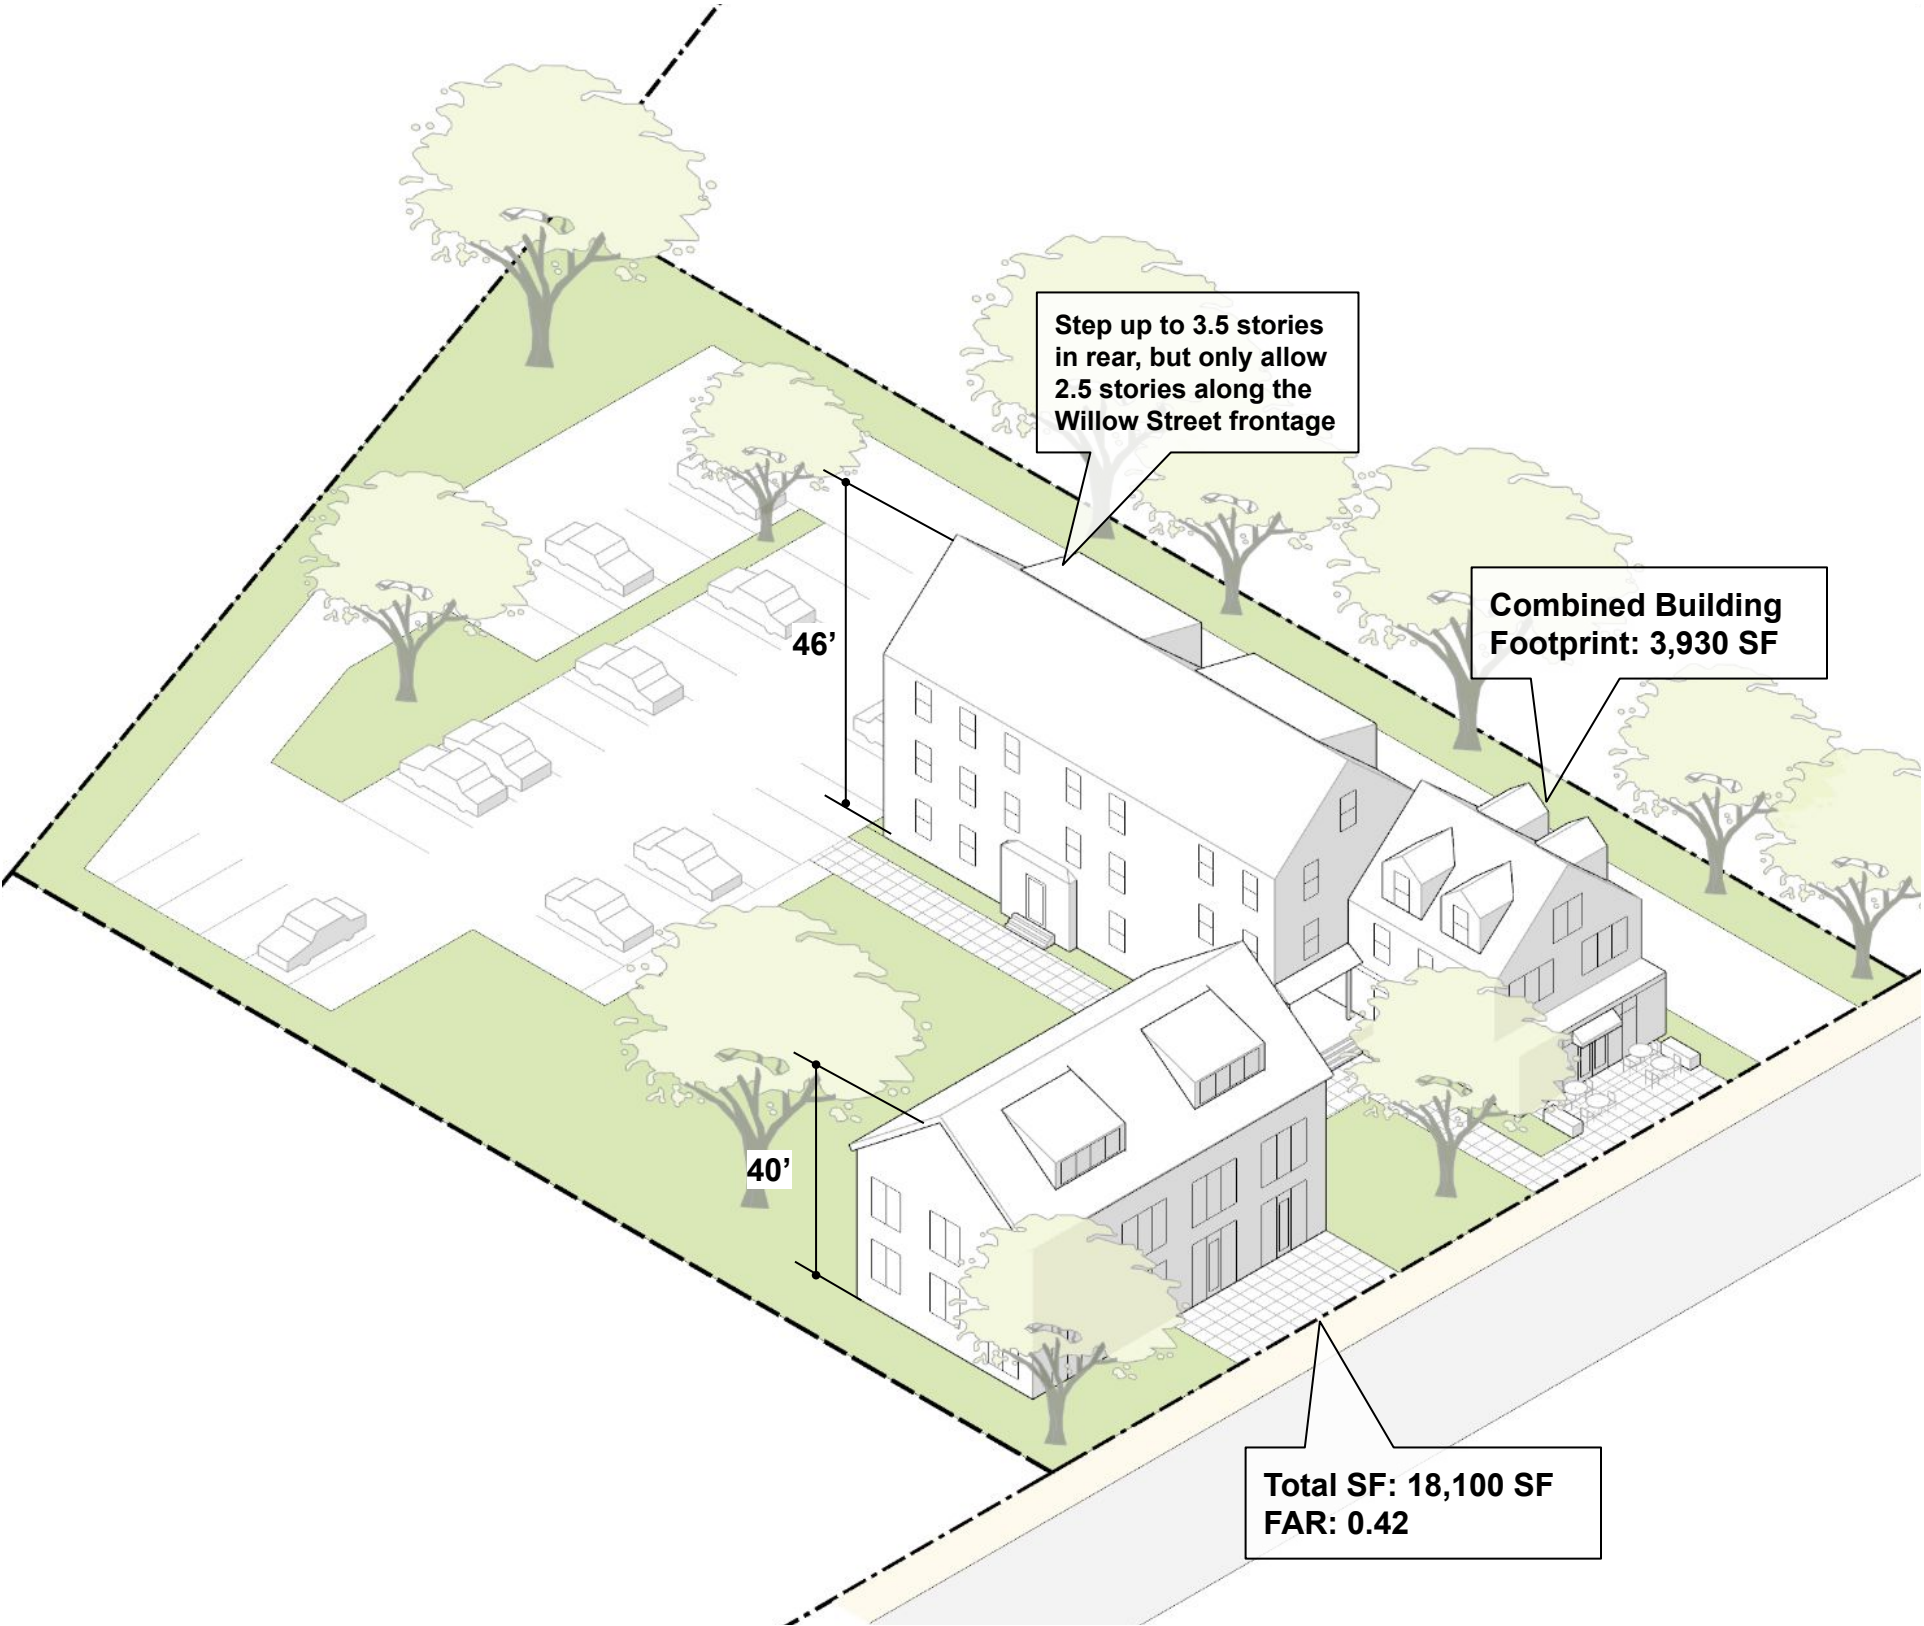 Step up to 3.5 stories
in rear, but only allow
2.5 stories along the
Willow Street frontage
Combined Building
Footprint: 3,930 SF
46’
40’
Total SF: 18,100 SF
FAR: 0.42